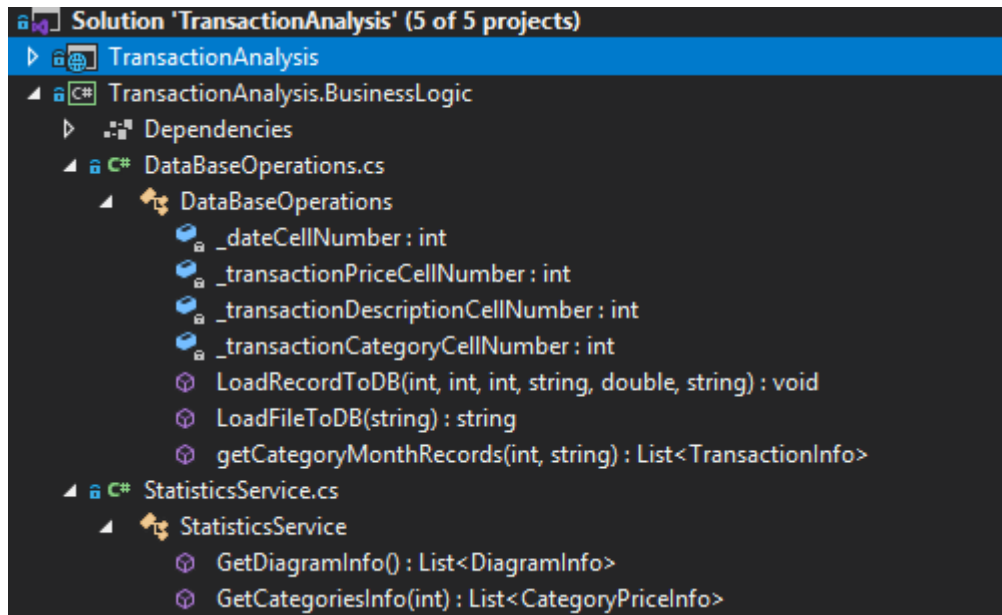 Solution 'TransactionAnalysis' (5 of 5 projects)
TransactionAnalysis
C# TransactionAnalysis.BusinessLogic
Dependencies
C# DataBaseOperations.cs
DataBaseOperations
_dateCellNumber : int
_transactionPriceCellNumber : int
_transactionDescriptionCellNumber : int
_transactionCategoryCellNumber : int
LoadRecordToDB(int, int, int, string, double, string) : void
LoadFileToDB(string) : string
getCategoryMonthRecords(int, string) : List<TransactionInfo>
C# StatisticsService.cs
StatisticsService
GetDiagramInfo() : List<DiagramInfo>
GetCategoriesInfo(int) : List<CategoryPriceInfo>